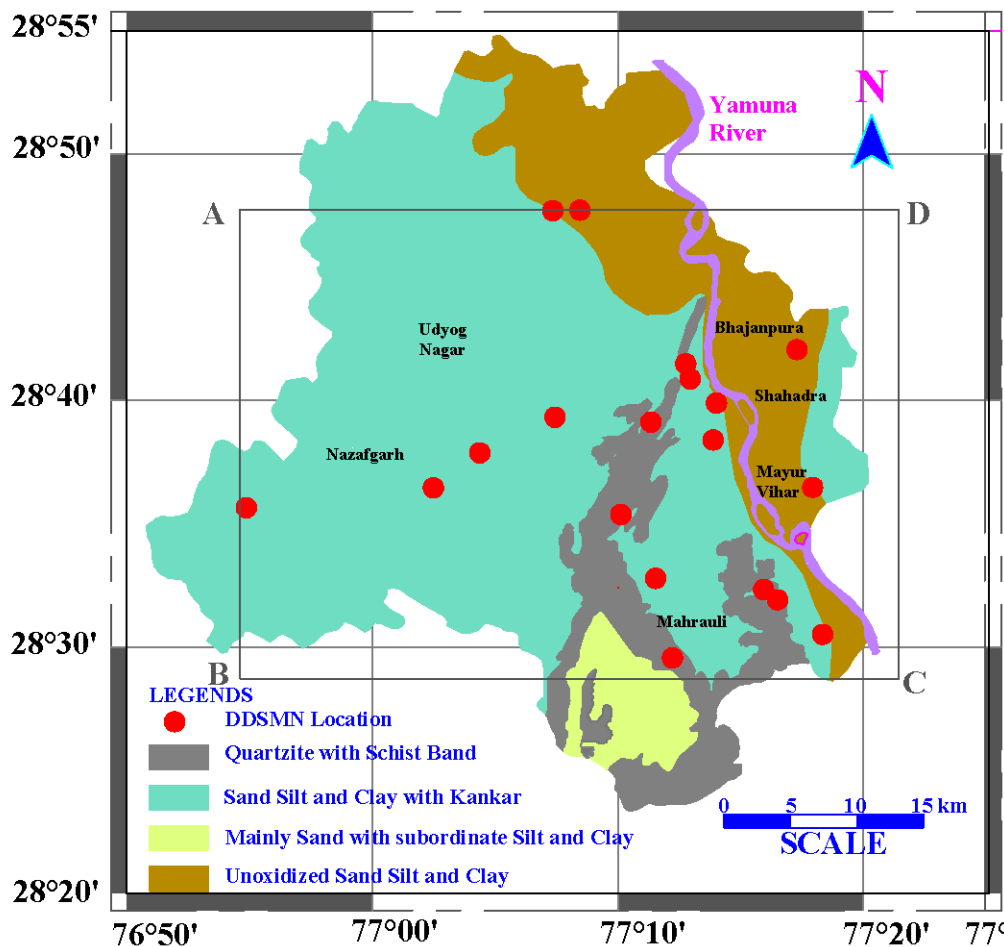 28°55'
Yamuna
River
N
28°50'
A
D
Udyog
Nagar
Bhajanpura
28°40'
Shahadra
Nazafgarh
Mayur
Vihar
Mahrauli
28°30'
B
C
LEGENDS
DDSMN Location
Quartzite with Schist Band
Sand Silt and Clay with Kankar
0 5 10 15 km
SCALE
Mainly Sand with subordinate Silt and Clay
Unoxidized Sand Silt and Clay
28°20'
76°50' 77°00' 77°10' 77°20' 77°